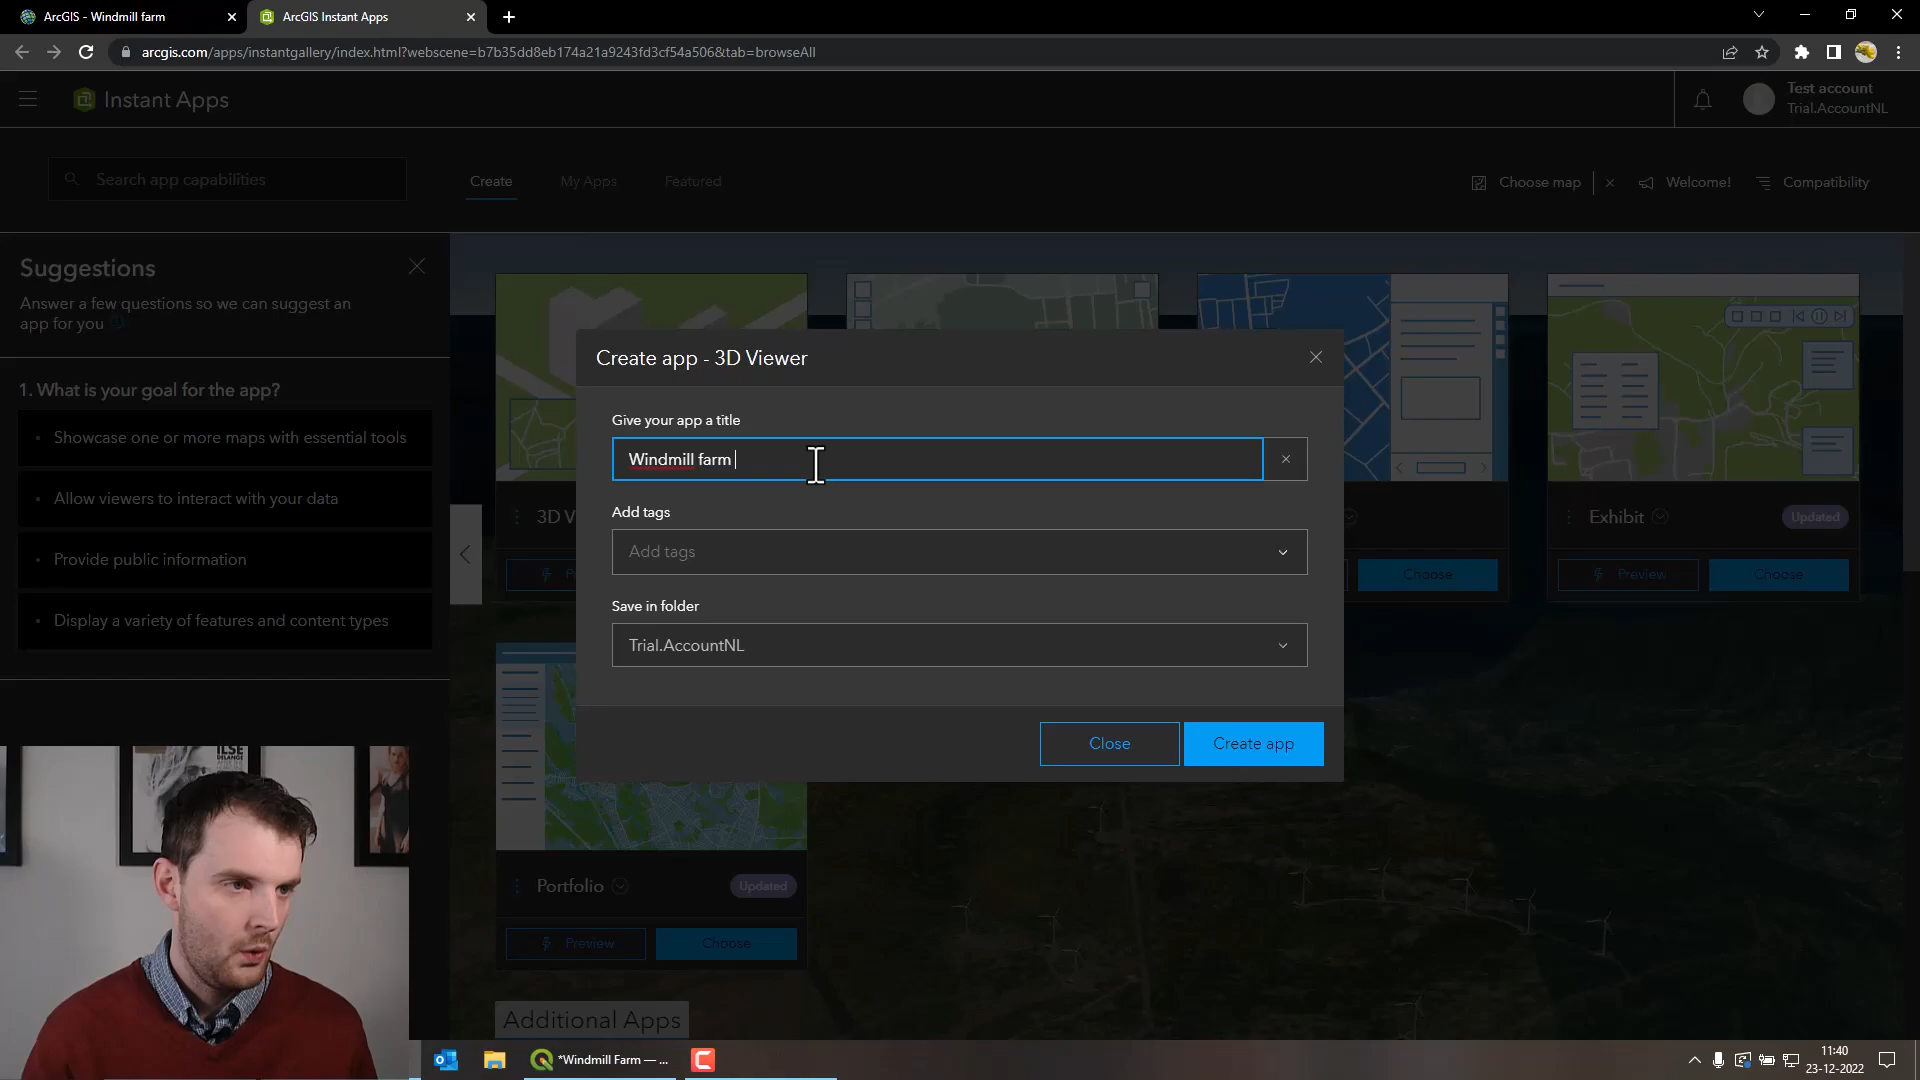 ArcGIS - Windmill farm
ArcGIS Instant Apps
arcgis.com/apps/instantgallery/index.html?webscene=b7b35dd8eb174a21a9243fd3cf54a506&tab=browseAll
Instant Apps
Test account
Trial.AccountNL
Search app capabilities
Create
My Apps
Featured
Choose map
Welcome!
Compatibility
Suggestions
Answer a few questions so we can suggest an
app for you
1. What is your goal for the app?
Showcase one or more maps with essential tools
Allow viewers to interact with your data
Provide public information
Display a variety of features and content types
Create app - 3D Viewer
Give your app a title
Windmill farm
Add tags
Add tags
Save in folder
Trial.AccountNL
Close
Create app
3D V
Exhibit
Updated
Choose
Preview
Choose
Portfolio
Updated
Preview
Choose
Additional Apps
ILSE
DELANGE
*Windmill Farm — ...
11:40
23-12-2022